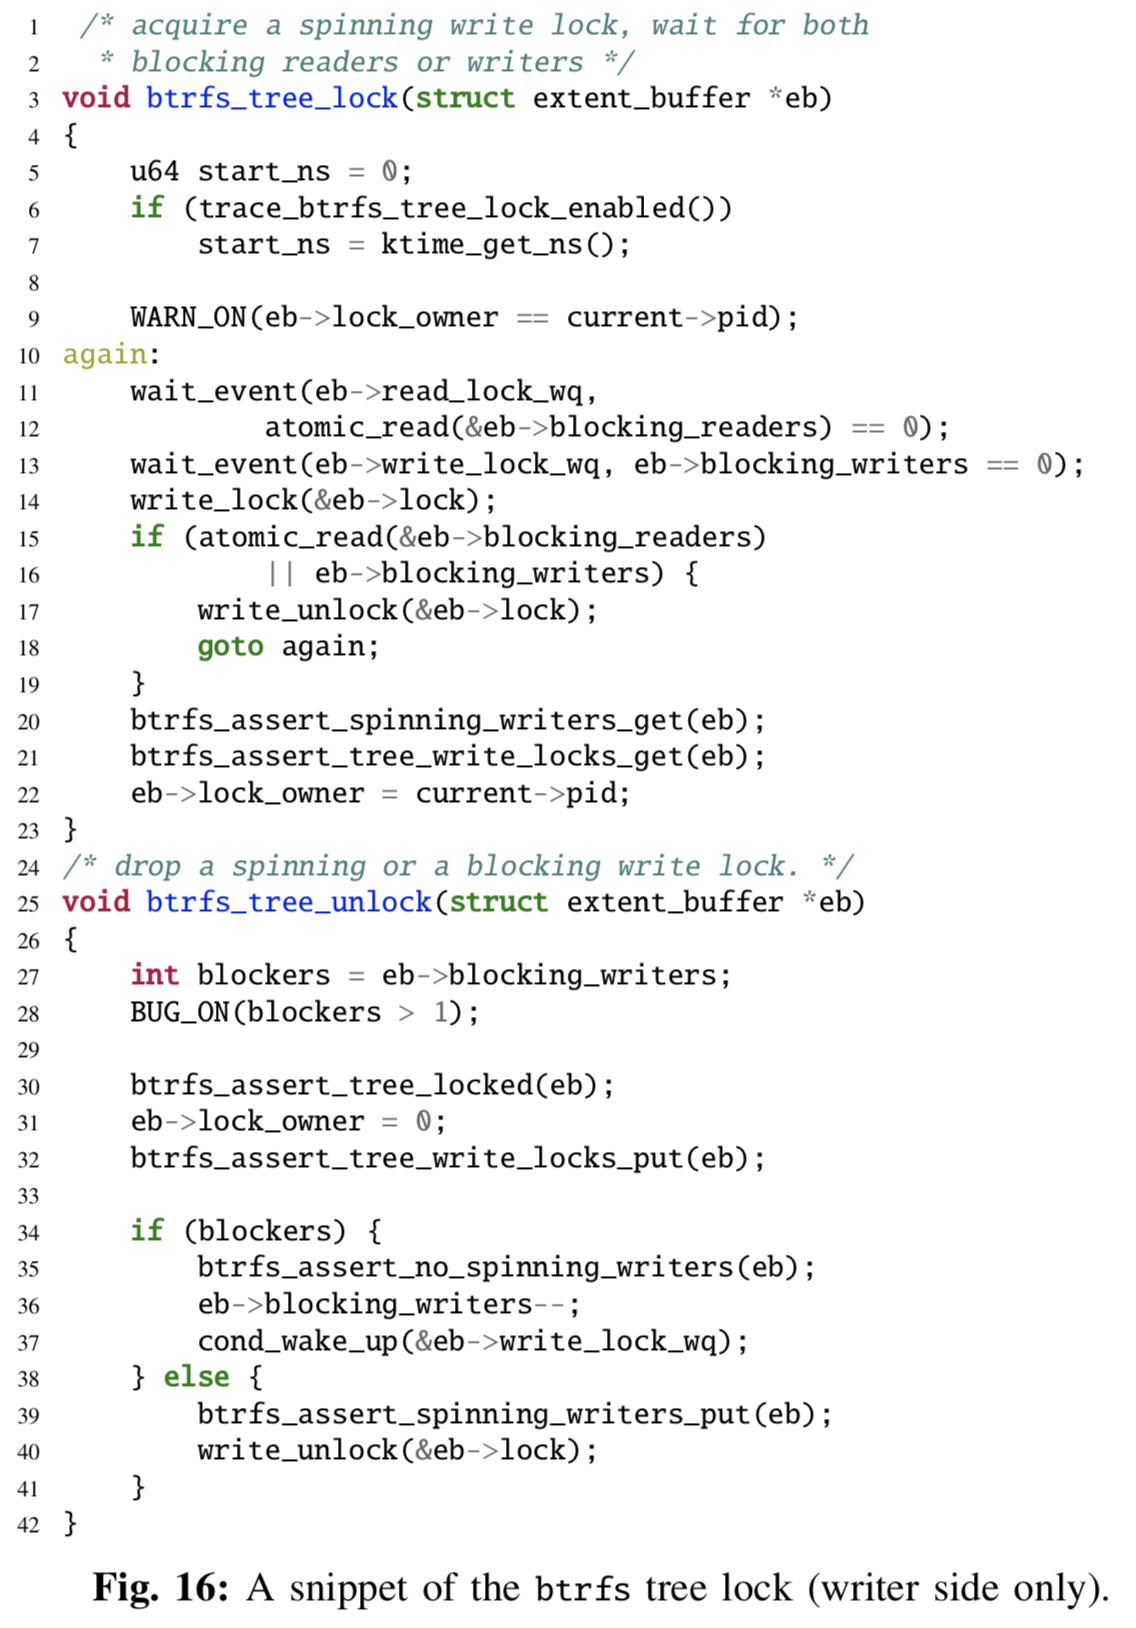 1 /* acquire a spinning write lock, wait for both
2 * blocking readers or writers */
3 void btrfs_tree_lock(struct extent_buffer *eb)
4 {
5 u64 start_ns = 0;
6 if (trace_btrfs_tree_lock_enabled())
7 start_ns = ktime_get_ns();
8
9 WARN_ON(eb->lock_owner == current->pid);
10 again:
11 wait_event(eb->read_lock_wq,
12 atomic_read(&eb->blocking_readers) == 0);
13 wait_event(eb->write_lock_wq, eb->blocking_writers == 0);
14 write_lock(&eb->lock);
15 if (atomic_read(&eb->blocking_readers)
16 || eb->blocking_writers) {
17 write_unlock(&eb->lock);
18 goto again;
19 }
20 btrfs_assert_spinning_writers_get(eb);
21 btrfs_assert_tree_write_locks_get(eb);
22 eb->lock_owner = current->pid;
23 }
24 /* drop a spinning or a blocking write lock. */
25 void btrfs_tree_unlock(struct extent_buffer *eb)
26 {
27 int blockers = eb->blocking_writers;
28 BUG_ON(blockers > 1);
29
30 btrfs_assert_tree_locked(eb);
31 eb->lock_owner = 0;
32 btrfs_assert_tree_write_locks_put(eb);
33
34 if (blockers) {
35 btrfs_assert_no_spinning_writers(eb);
36 eb->blocking_writers--;
37 cond_wake_up(&eb->write_lock_wq);
38 } else {
39 btrfs_assert_spinning_writers_put(eb);
40 write_unlock(&eb->lock);
41 }
42 }
Fig. 16: A snippet of the btrfs tree lock (writer side only).